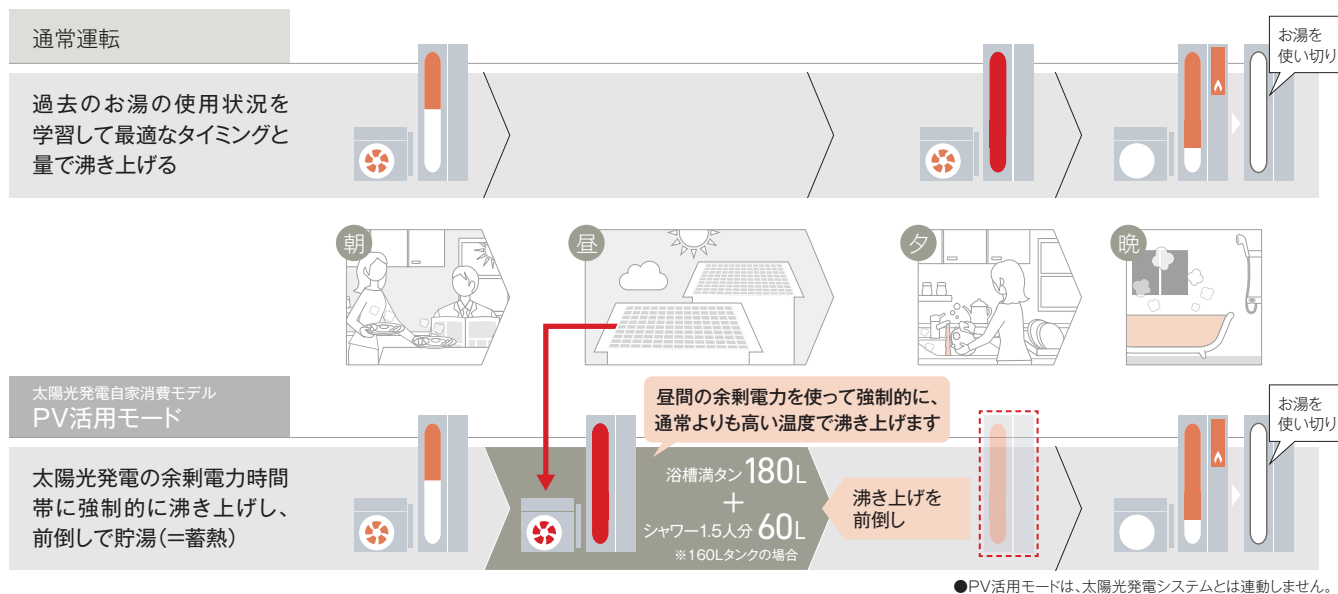 通常運転
過去のお湯の使用状況を
学習して最適なタイミングと
量で沸き上げる
お湯を
使い切り
朝
昼
夕
晩
太陽光発電自家消費モデル
PV活用モード
太陽光発電の余剰電力時間
帯に強制的に沸き上げし、
前倒しで貯湯(=蓄熱)
昼間の余剰電力を使って強制的に、
通常よりも高い温度で沸き上げます
浴槽満タン180L
+
シャワー1.5人分60L
※160Lタンクの場合
沸き上げを
前倒し
お湯を
使い切り
●PV活用モードは、太陽光発電システムとは連動しません。